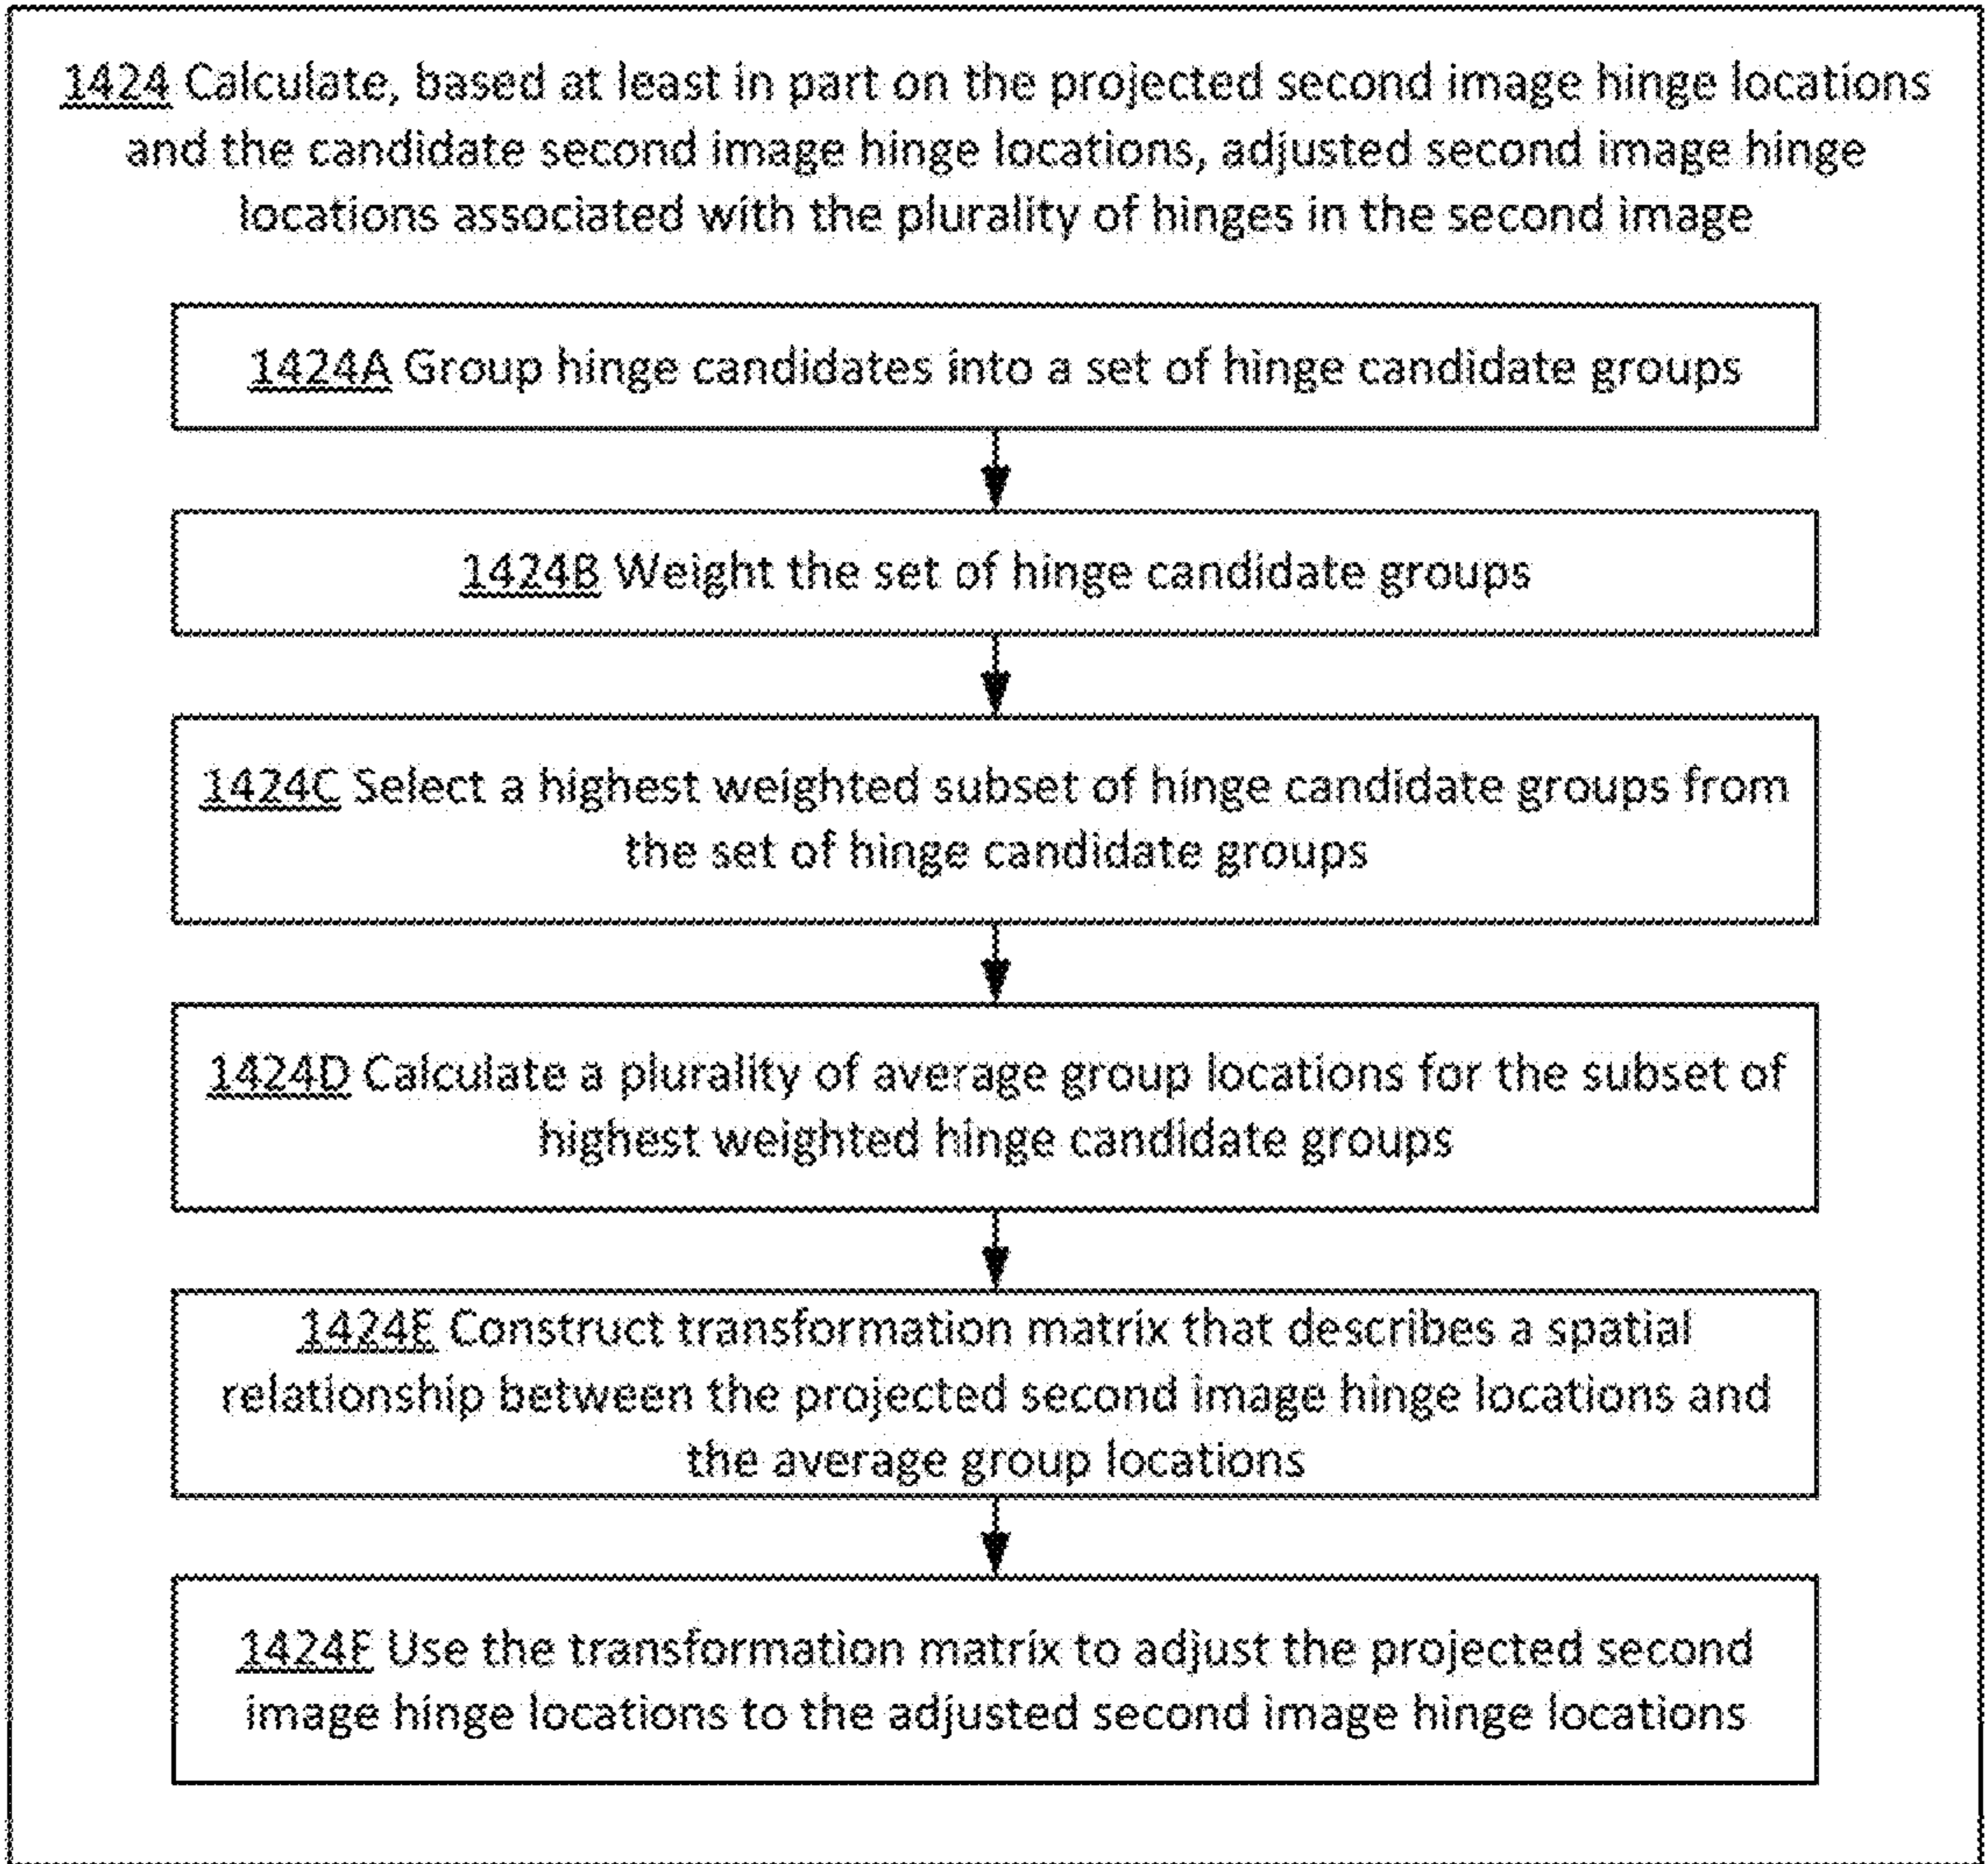 1424 Calculate, based at least in part on the projected second image hinge locations
and the candidate second image hinge locations, adjusted second image hinge
locations associated with the plurality of hinges in the second image
1424A Group hinge candidates into a set of hinge candidate groups
1424B Weight the set of hinge candidate groups
1424C Select a highest weighted subset of hinge candidate groups from
the set of hinge candidate groups
1424D Calculate a plurality of average group locations for the subset of
highest weighted hinge candidate groups
1424E Construct transformation matrix that describes a spatial
relationship between the projected second image hinge locations and
the average group locations
1424F Use the transformation matrix to adjust the projected second
image hinge locations to the adjusted second image hinge locations